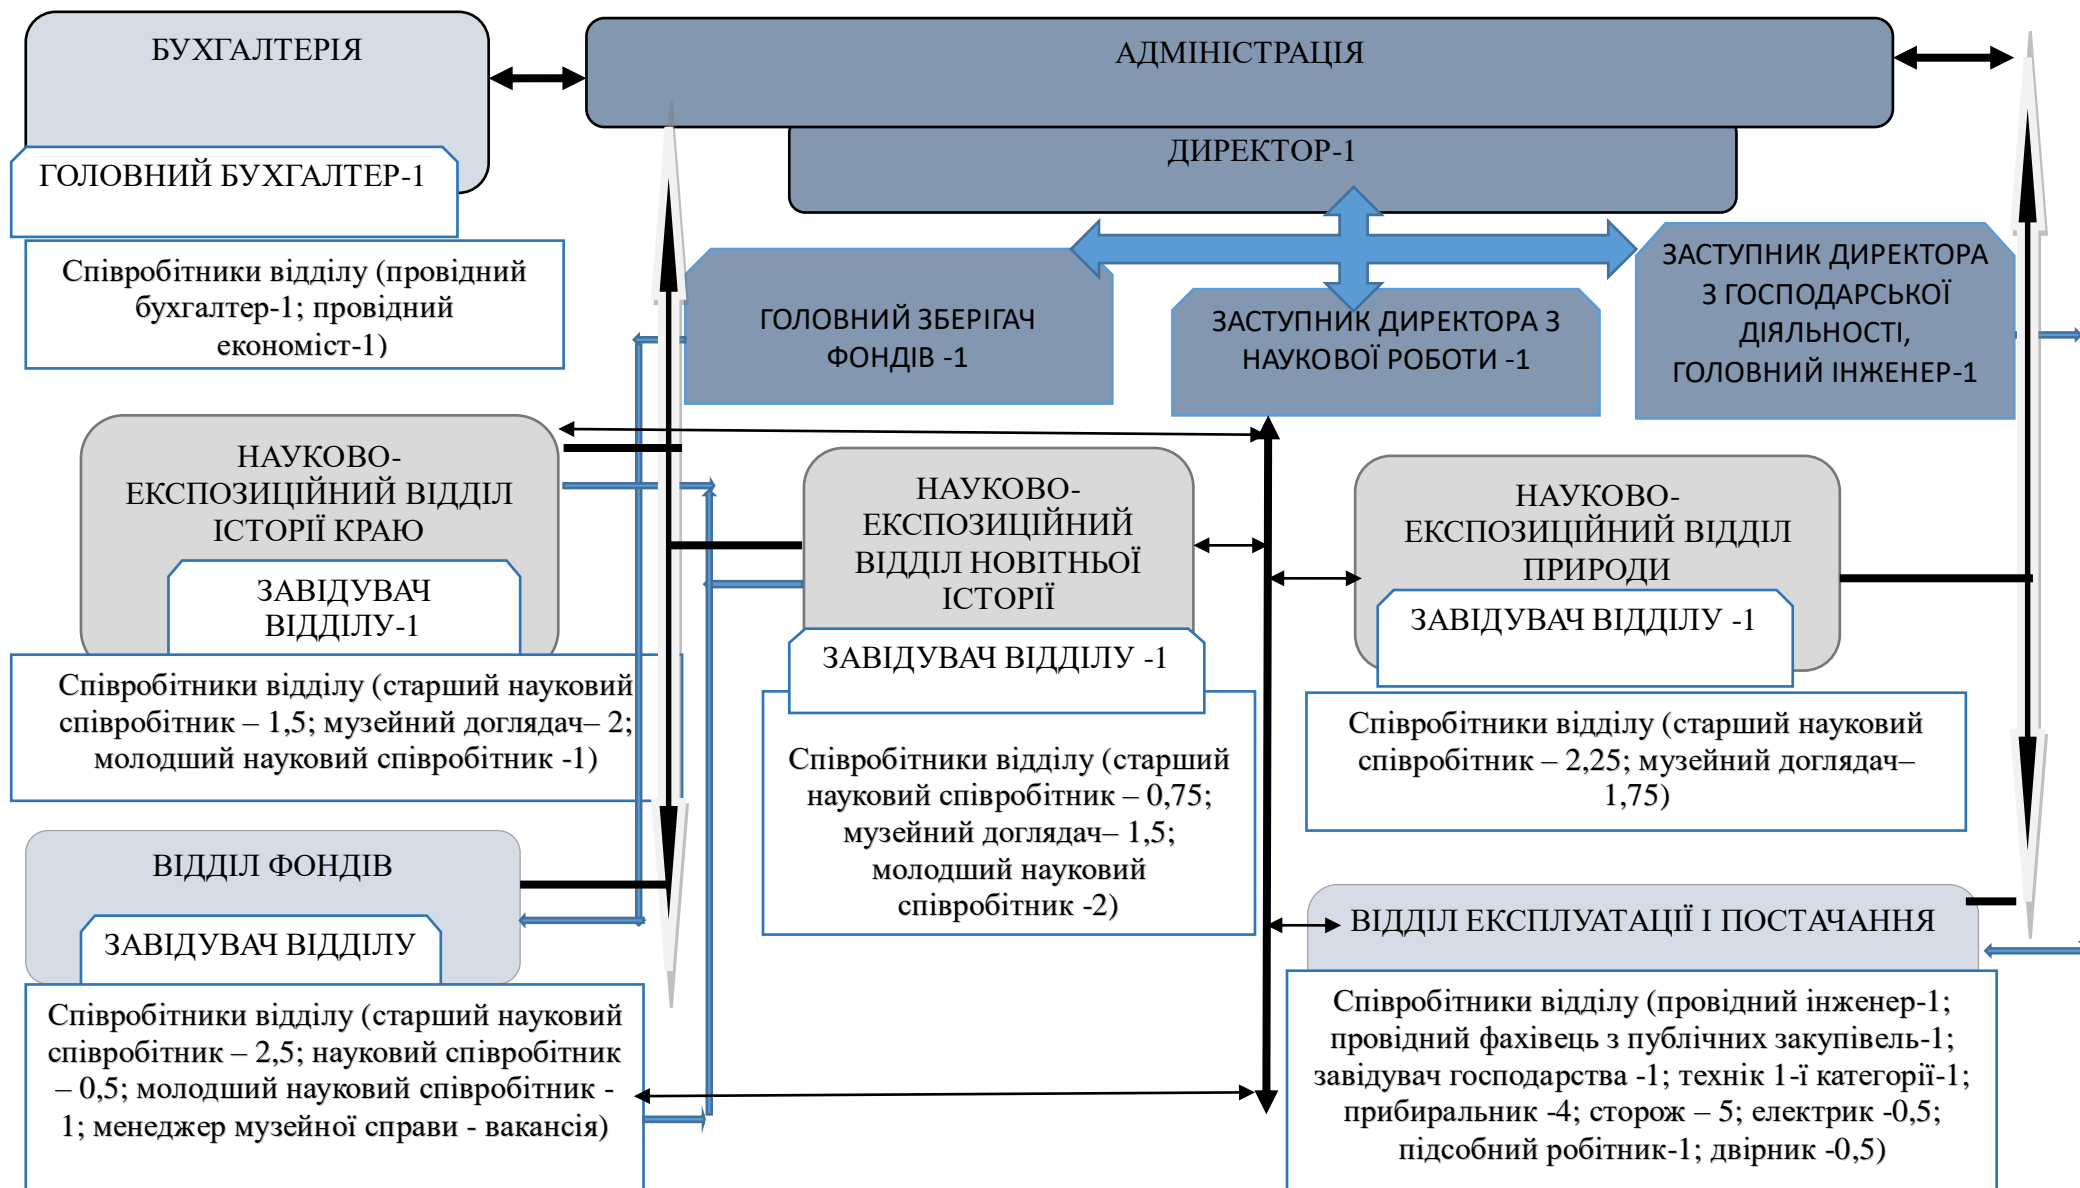 БУХГАЛТЕРІЯ
ГОЛОВНИЙ БУХГАЛТЕР-1
Співробітники відділу (провідний
бухгалтер-1; провідний
економіст-1)
АДМІНІСТРАЦІЯ
ДИРЕКТОР-1
ГОЛОВНИЙ ЗБЕРІГАЧ
ФОНДІВ -1
ЗАСТУПНИК ДИРЕКТОРА З
НАУКОВОЇ РОБОТИ -1
ЗАСТУПНИК ДИРЕКТОРА
З ГОСПОДАРСЬКОЇ
ДІЯЛЬНОСТІ,
ГОЛОВНИЙ ІНЖЕНЕР-1
НАУКОВО-
ЕКСПОЗИЦІЙНИЙ ВІДДІЛ
ІСТОРІЇ КРАЮ
ЗАВІДУВАЧ
ВІДДІЛУ-1
Співробітники відділу (старший науковий
співробітник – 1,5; музейний доглядач– 2;
молодший науковий співробітник -1)
НАУКОВО-
ЕКСПОЗИЦІЙНИЙ
ВІДДІЛ НОВІТНЬОЇ
ІСТОРІЇ
ЗАВІДУВАЧ ВІДДІЛУ -1
Співробітники відділу (старший
науковий співробітник – 0,75;
музейний доглядач– 1,5;
молодший науковий
співробітник -2)
НАУКОВО-
ЕКСПОЗИЦІЙНИЙ ВІДДІЛ
ПРИРОДИ
ЗАВІДУВАЧ ВІДДІЛУ -1
Співробітники відділу (старший науковий
співробітник – 2,25; музейний доглядач–
1,75)
ВІДДІЛ ФОНДІВ
ЗАВІДУВАЧ ВІДДІЛУ
Співробітники відділу (старший науковий
співробітник – 2,5; науковий співробітник
– 0,5; молодший науковий співробітник -
1; менеджер музейної справи - вакансія)
ВІДДІЛ ЕКСПЛУАТАЦІЇ І ПОСТАЧАННЯ
Співробітники відділу (провідний інженер-1;
провідний фахівець з публічних закупівель-1;
завідувач господарства -1; технік 1-ї категорії-1;
прибиральник -4; сторож – 5; електрик -0,5;
підсобний робітник-1; двірник -0,5)